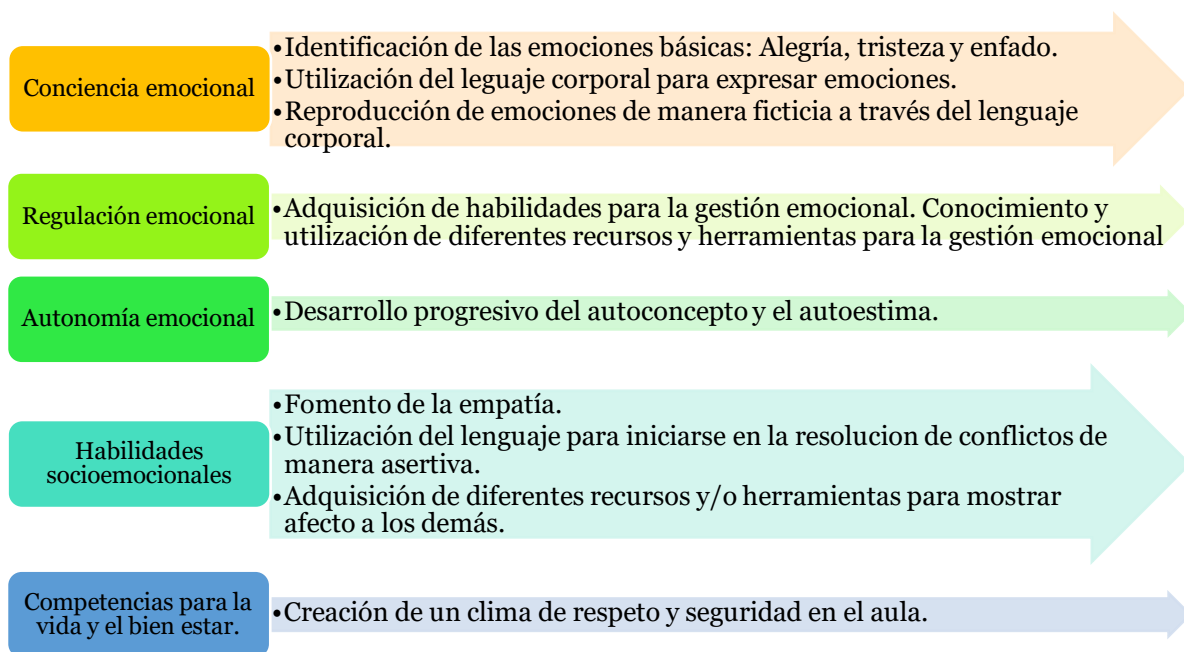 Conciencia emocional
•Identificación de las emociones básicas: Alegría, tristeza y enfado.
•Utilización del leguaje corporal para expresar emociones.
•Reproducción de emociones de manera ficticia a través del lenguaje
corporal.
Regulación emocional
•Adquisición de habilidades para la gestión emocional. Conocimiento y
utilización de diferentes recursos y herramientas para la gestión emocional
Autonomía emocional
•Desarrollo progresivo del autoconcepto y el autoestima.
Habilidades
socioemocionales
•Fomento de la empatía.
•Utilización del lenguaje para iniciarse en la resolucion de conflictos de
manera asertiva.
•Adquisición de diferentes recursos y/o herramientas para mostrar
afecto a los demás.
Competencias para la
vida y el bien estar.
•Creación de un clima de respeto y seguridad en el aula.